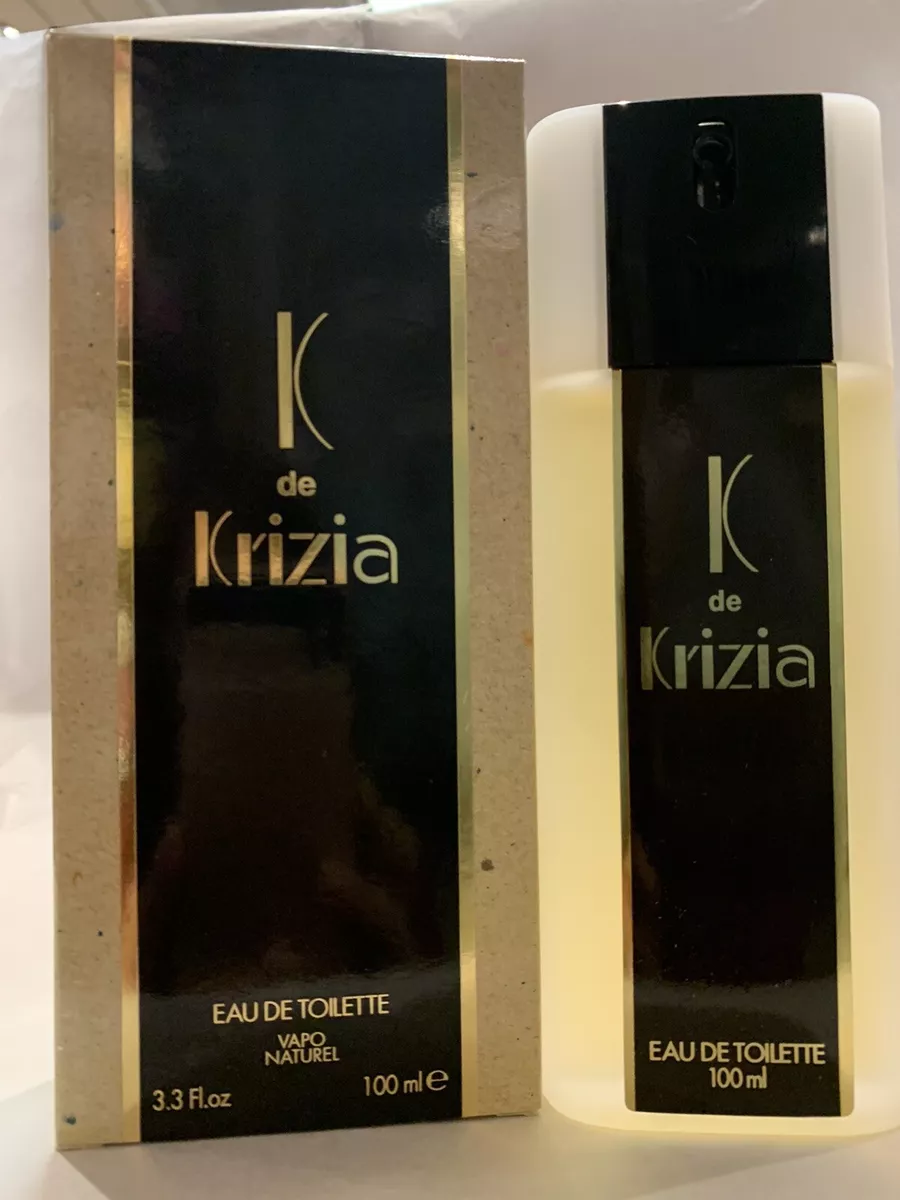 K
de
Krizia
EAU DE TOILETTE
VAPO
NATUREL
3.3 Fl.oz
100 ml e
K
de
Krizia
EAU DE TOILETTE
100 ml